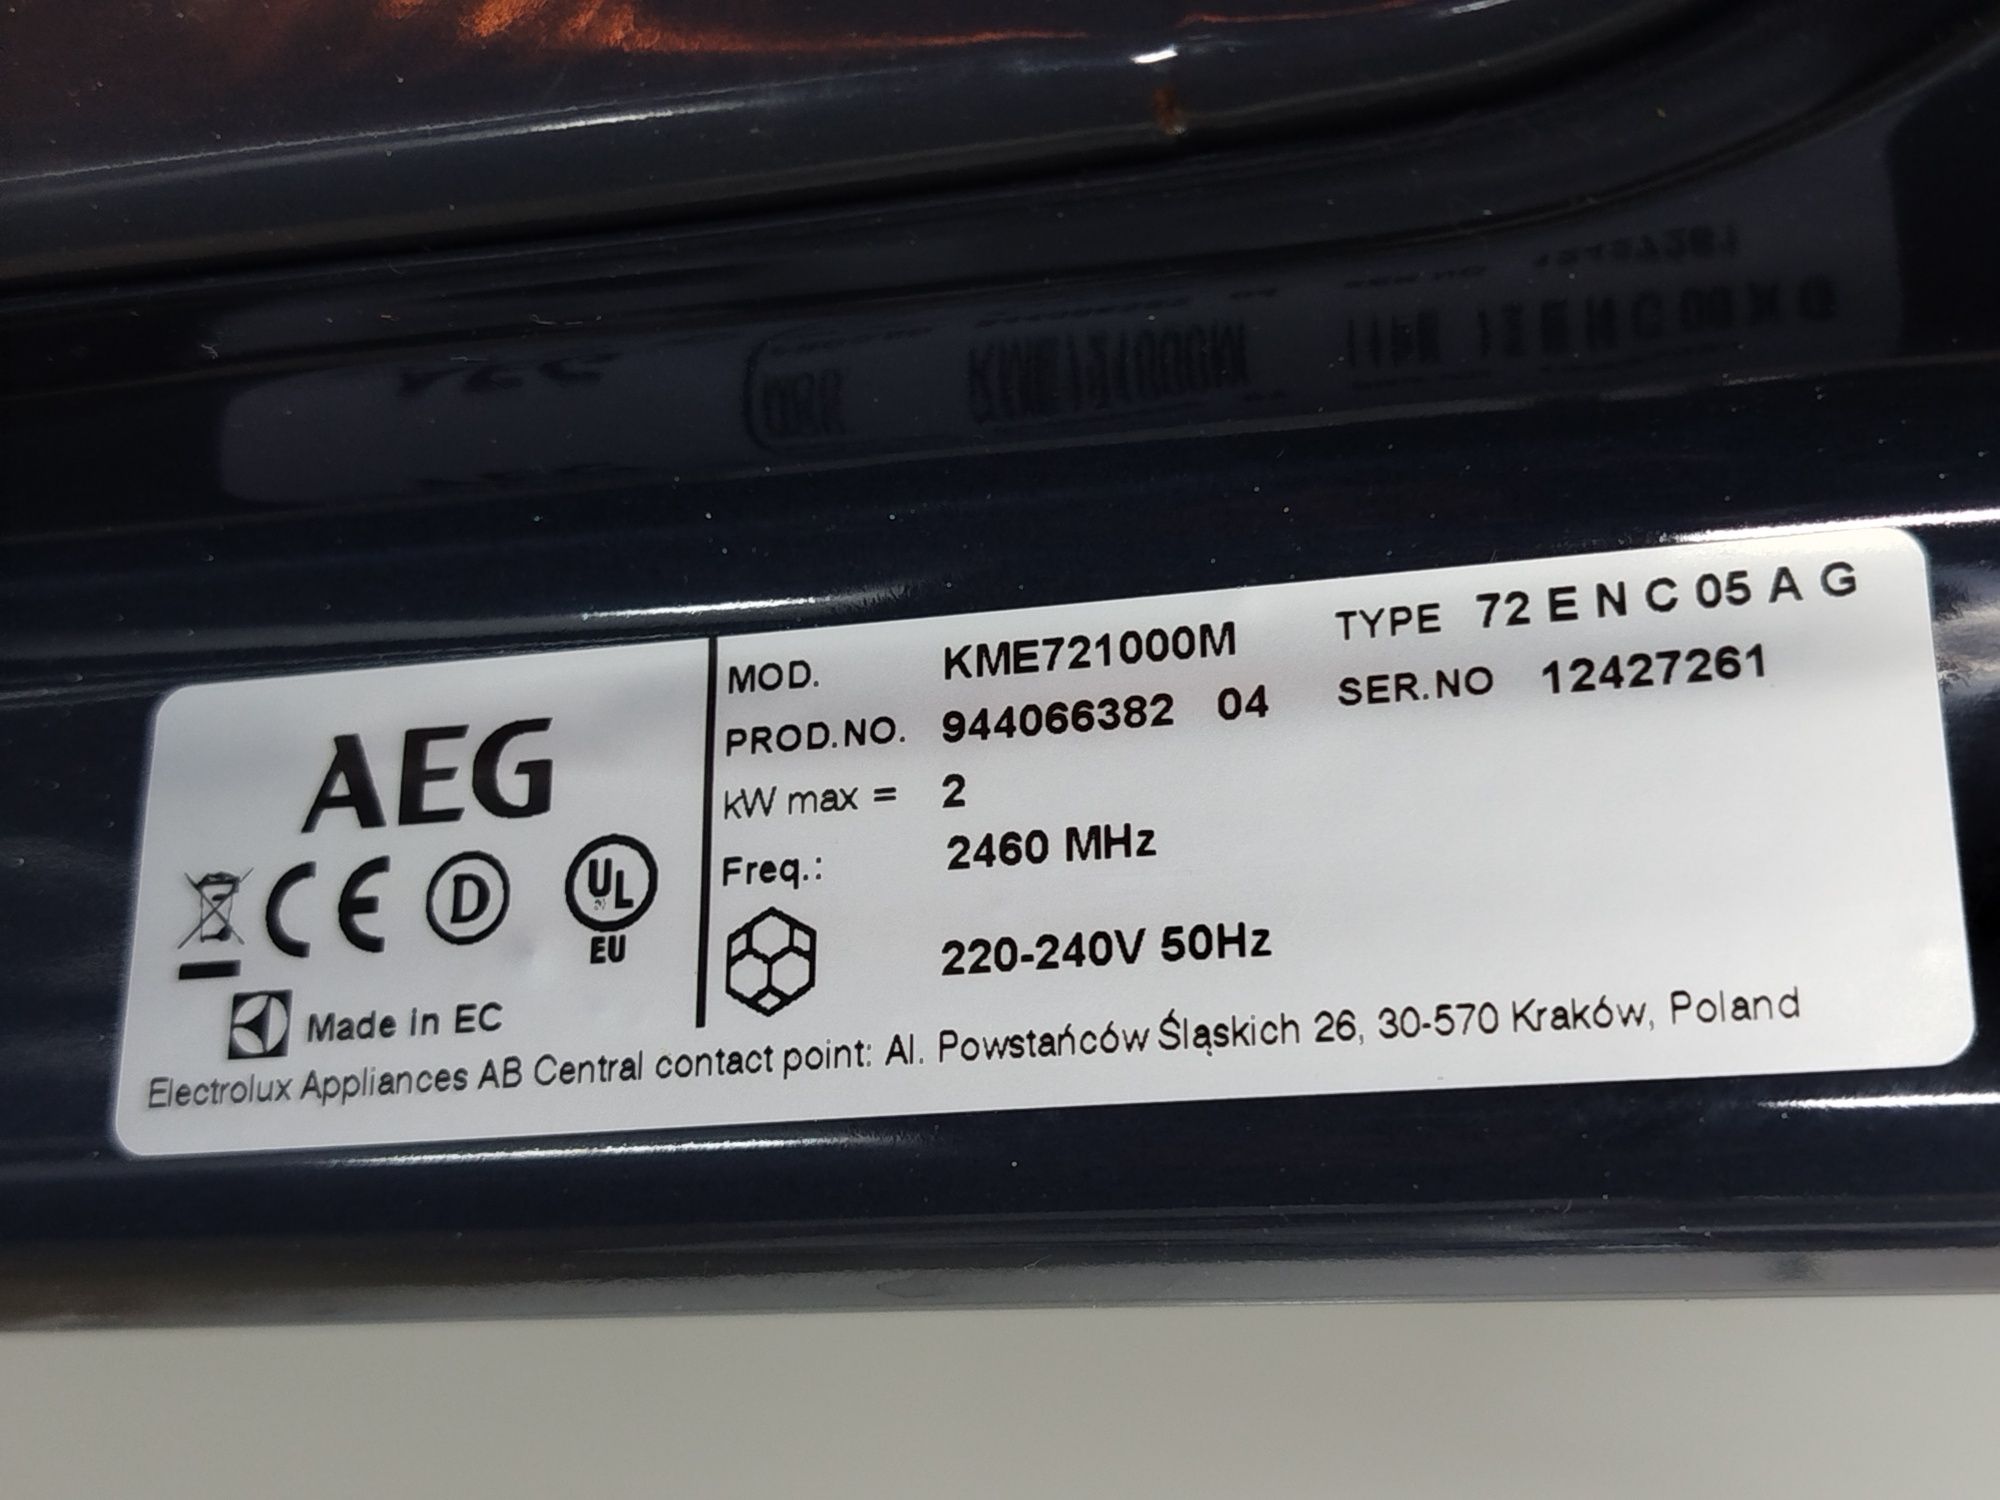 AEG
CE D UL
EU
Made in EC
MOD. KME721000M TYPE 72 E N C 05 A G
PROD.NO. 944066382 04 SER.NO 12427261
kW max = 2
Freq.: 2460 MHz
220-240V 50Hz
Electrolux Appliances AB Central contact point: Al. Powstańców Śląskich 26, 30-570 Kraków, Poland